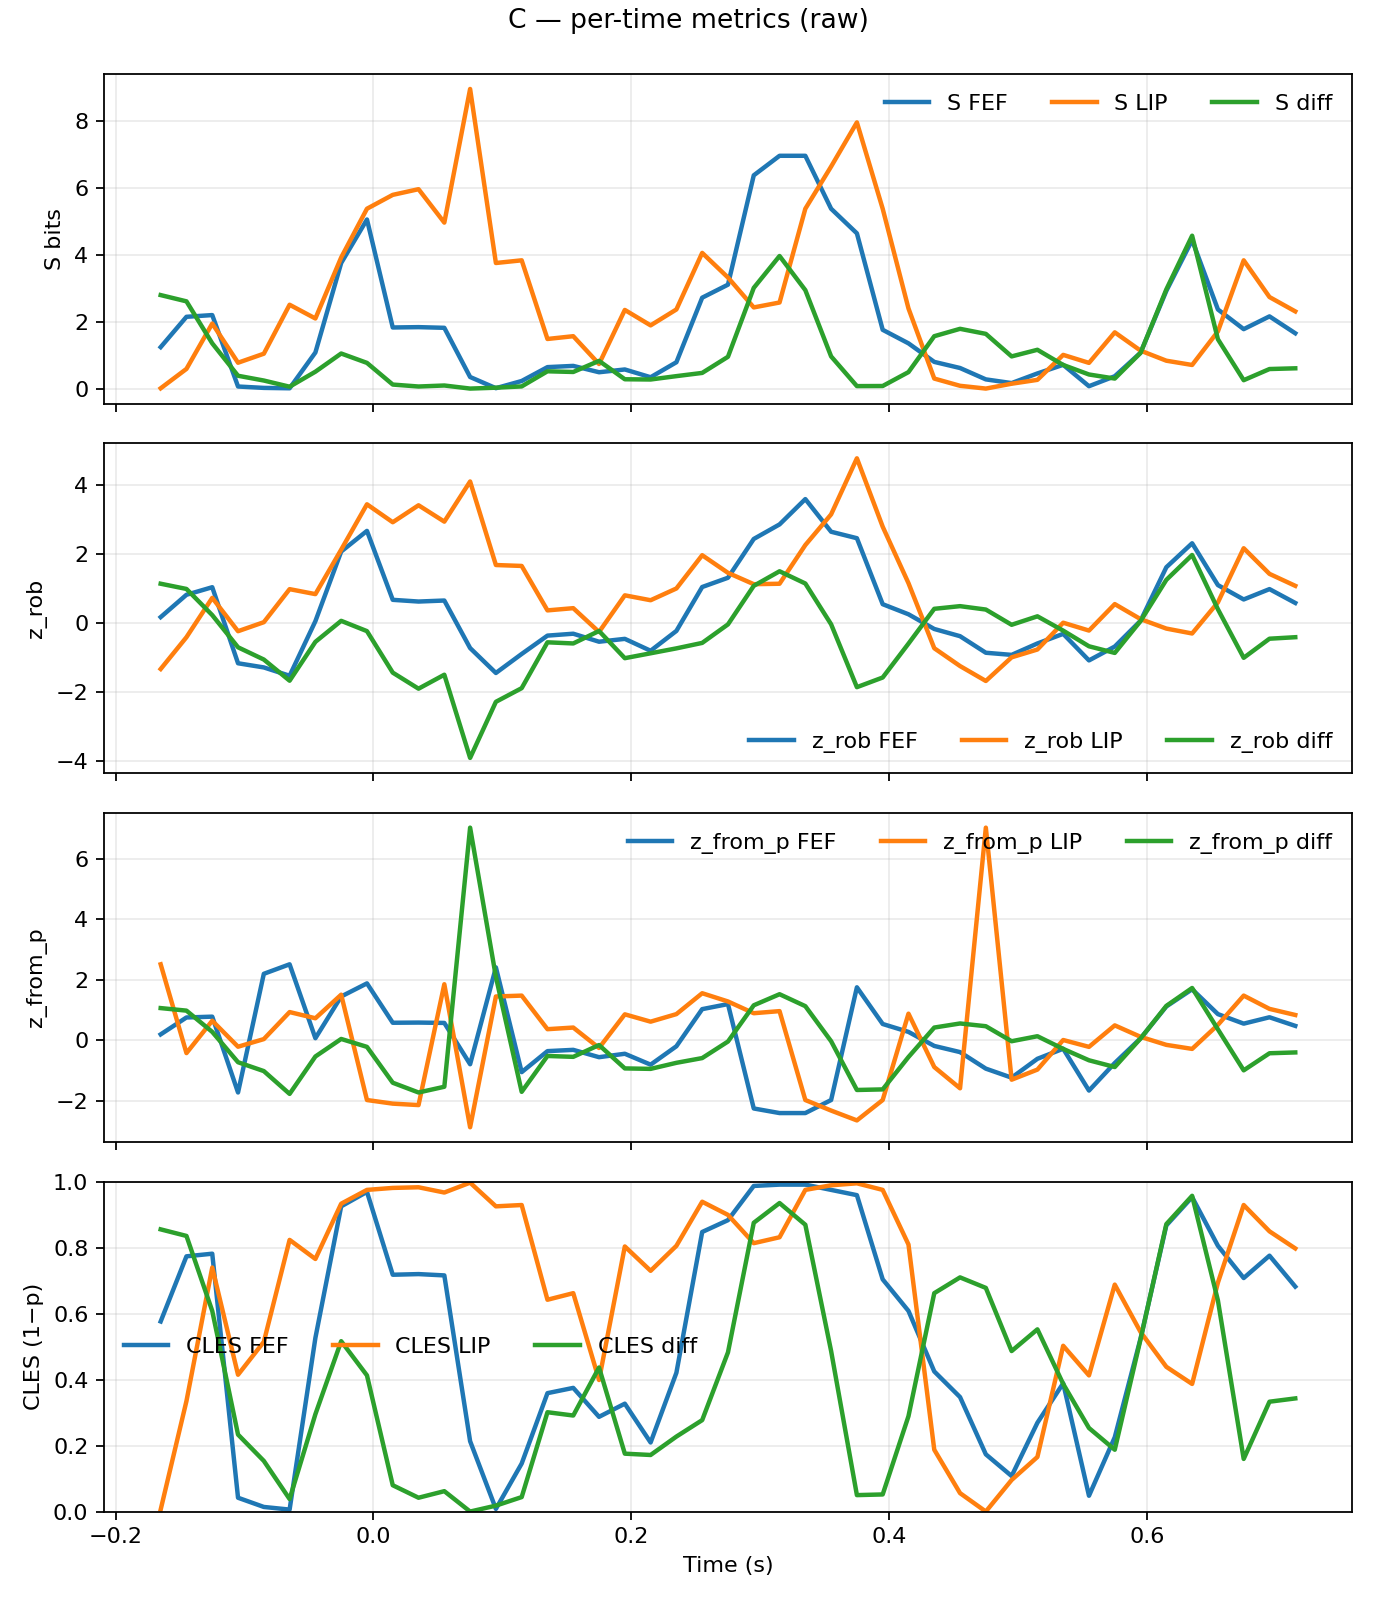 C — per-time metrics (raw)
S FEF S LIP S diff
8
6
4
2
0
S bits
4
2
0
−2
−4
z_rob
z_rob FEF z_rob LIP z_rob diff
z_from_p FEF z_from_p LIP z_from_p diff
6
4
2
0
−2
z_from_p
1.0
0.8
0.6
0.4
0.2
0.0
CLES (1−p)
CLES FEF CLES LIP CLES diff
−0.2 0.0 0.2 0.4 0.6
Time (s)